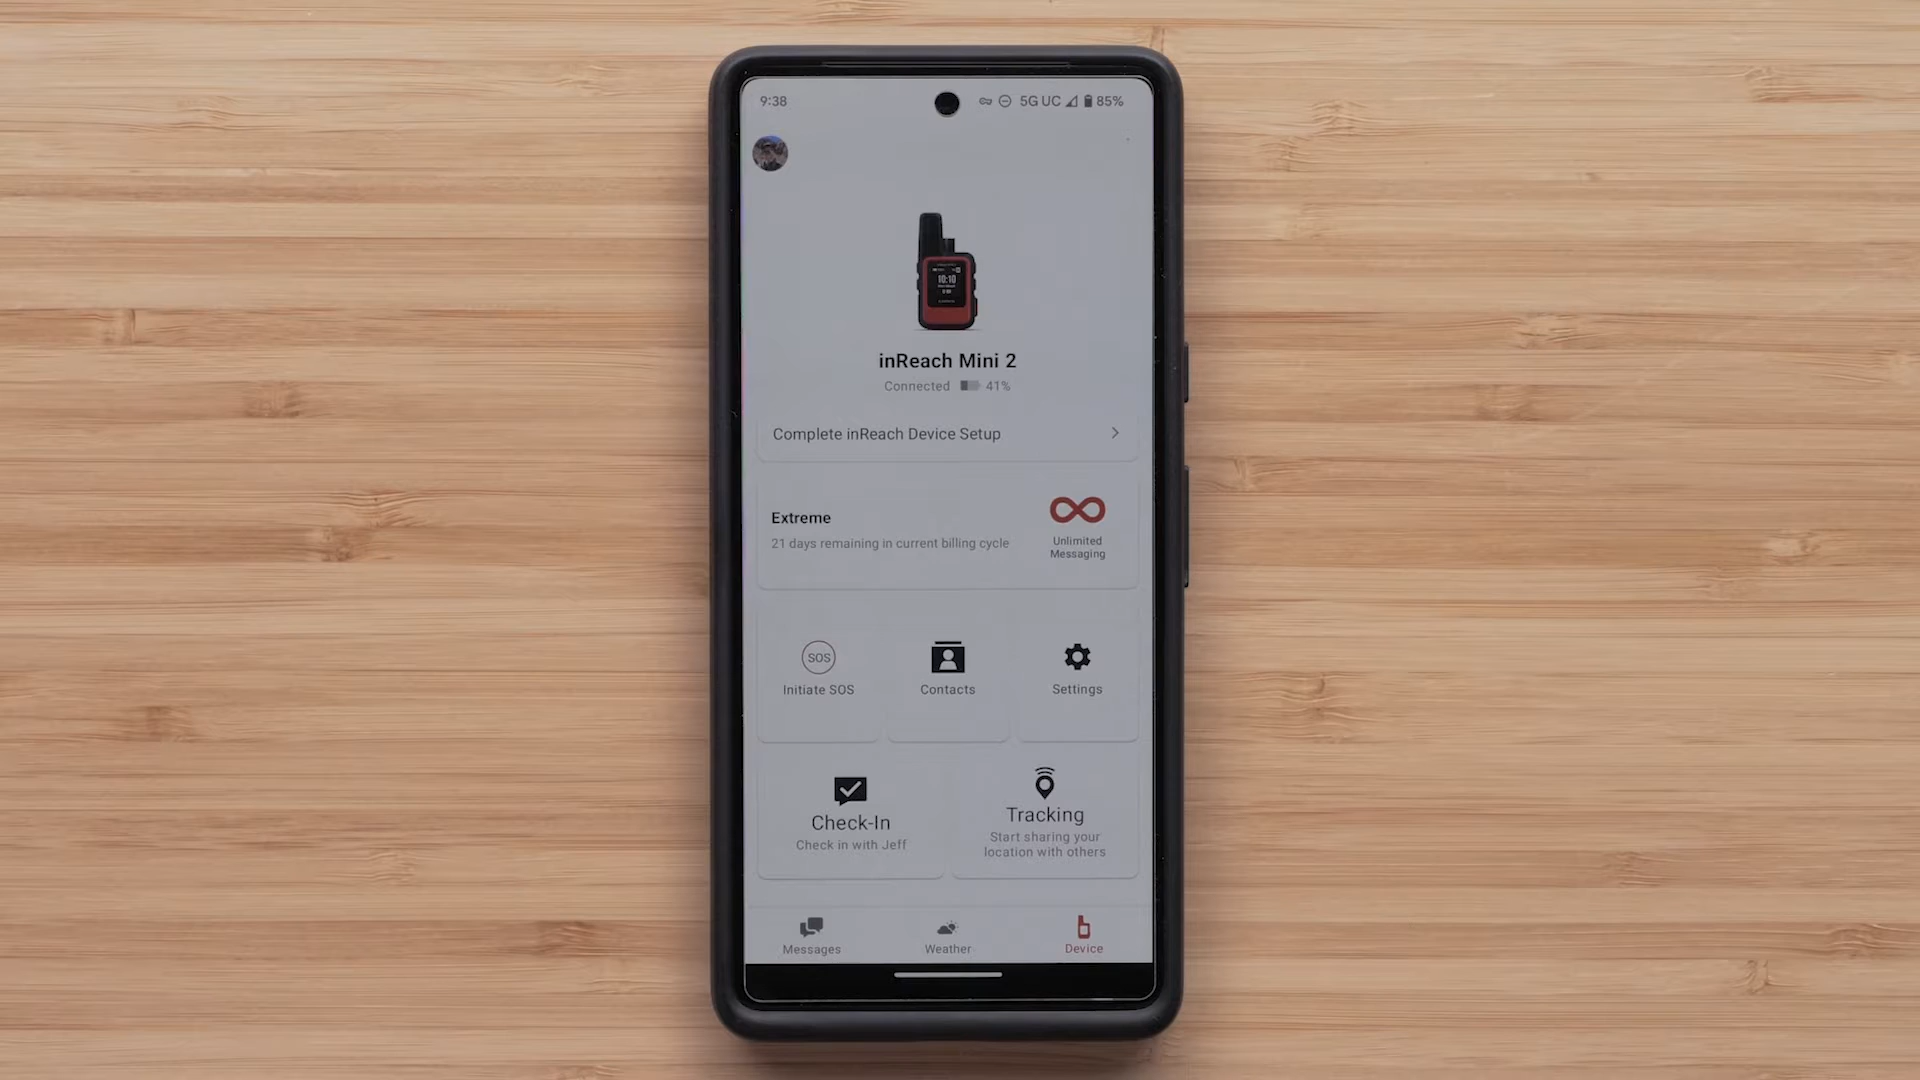 9:38
5G UC 85%
10:10
inReach Mini 2
Connected 41%
Complete inReach Device Setup
Extreme
21 days remaining in current billing cycle
Unlimited
Messaging
SOS
Initiate SOS
Contacts
Settings
Check-In
Check in with Jeff
Tracking
Start sharing your
location with others
Messages
Weather
Device